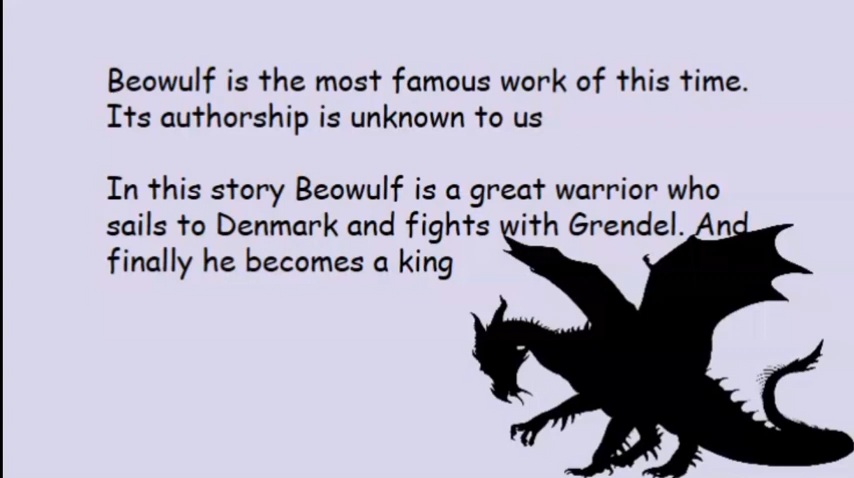 Beowulf is the most famous work of this time.
Its authorship is unknown to us
In this story Beowulf is a great warrior who
sails to Denmark and fights with Grendel. And
finally he becomes a king